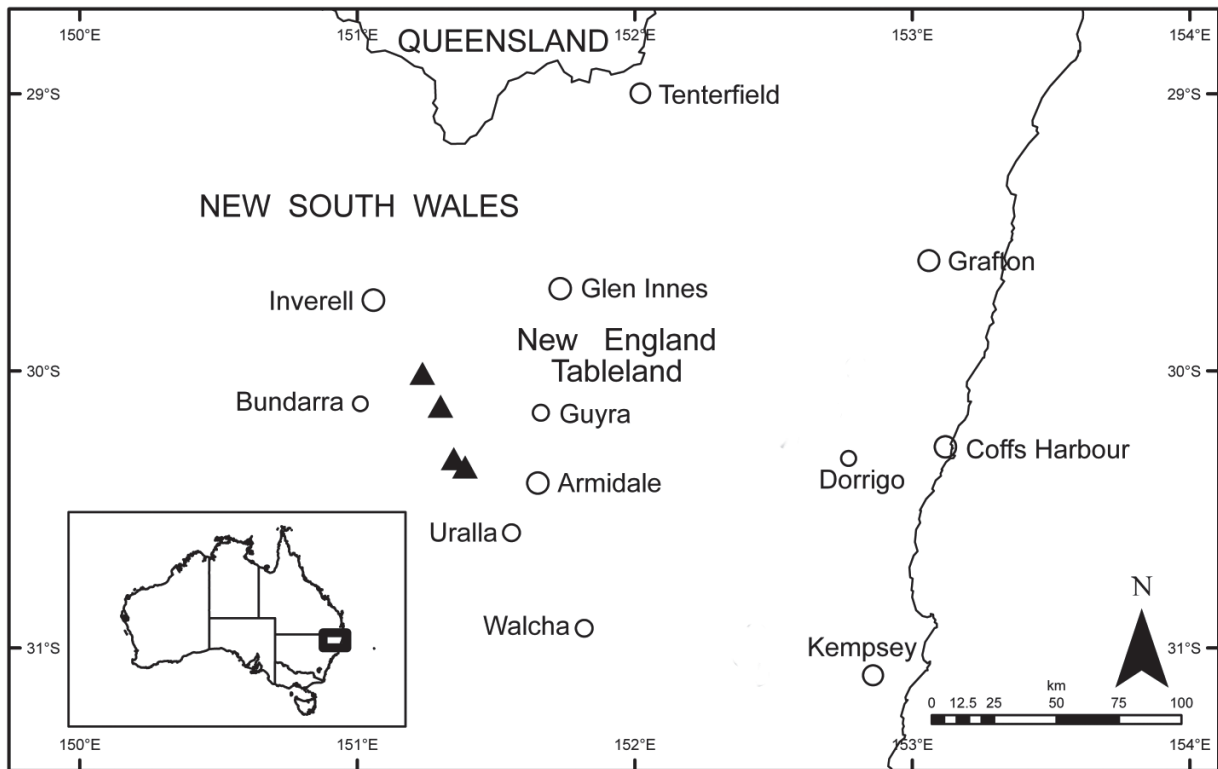 150°E 151°E 152°E 153°E 154°E
QUEENSLAND
29°S 29°S
Tenterfield
NEW SOUTH WALES
Grafton
Inverell
Glen Innes
New England
Tableland
30°S 30°S
Bundarra
Guyra
Coffs Harbour
Dorrigo
Armidale
Uralla
Walcha
N
31°S 31°S
Kempsey
km
0 12.5 25 50 75 100
150°E 151°E 152°E 153°E 154°E